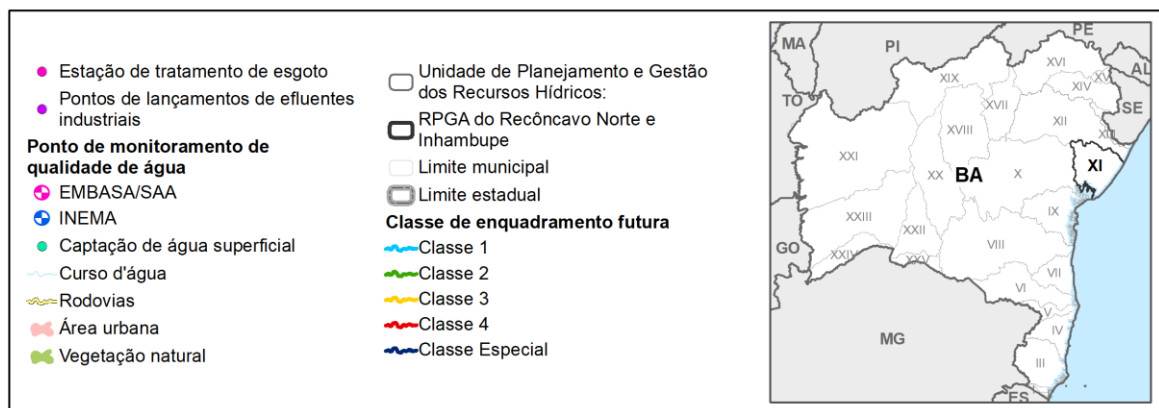 Estação de tratamento de esgoto
Pontos de lançamentos de efluentes
industriais
Ponto de monitoramento de
qualidade de água
EMBASA/SAA
INEMA
Captação de água superficial
Curso d'água
Rodovias
Área urbana
Vegetação natural
Unidade de Planejamento e Gestão
dos Recursos Hídricos:
RPGA do Recôncavo Norte e
Inhambupe
Limite municipal
Limite estadual
Classe de enquadramento futura
Classe 1
Classe 2
Classe 3
Classe 4
Classe Especial
MA
PI
PE
AL
TO
SE
GO
MG
ES
BA
XVI
XIX
XV
XIV
XVII
XII
XIII
XVIII
XXI
XI
XX
X
IX
XXIII
XXII
VIII
XXIV
XXV
VII
VI
V
IV
III